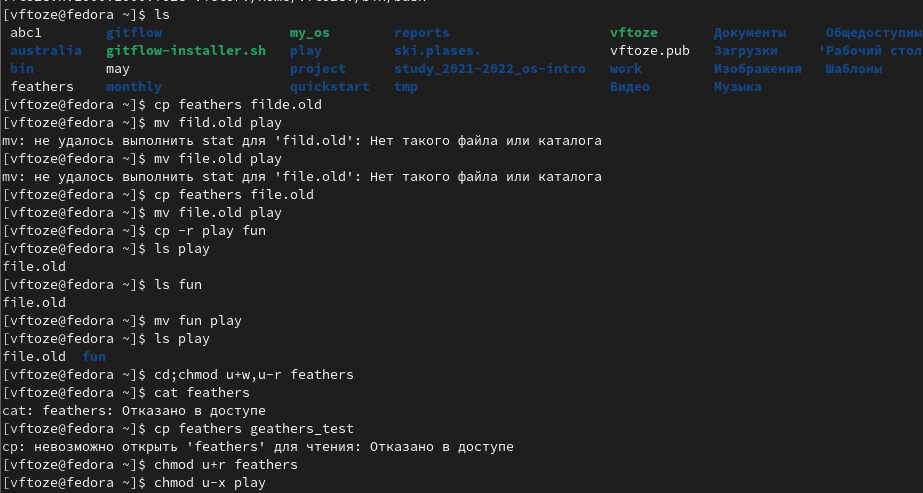 [vftoze@fedora ~]$ ls
abc1 gitflow my_os reports vftoze Документы Общедоступны
australia gitflow-installer.sh play ski.plases. vftoze.pub Загрузки 'Рабочий стол
bin may project study_2021-2022_os-intro work Изображения Шаблоны
feathers monthly quickstart tmp Видео Музыка
[vftoze@fedora ~]$ cp feathers filde.old
[vftoze@fedora ~]$ mv fild.old play
mv: не удалось выполнить stat для 'fild.old': Нет такого файла или каталога
[vftoze@fedora ~]$ mv file.old play
mv: не удалось выполнить stat для 'file.old': Нет такого файла или каталога
[vftoze@fedora ~]$ cp feathers file.old
[vftoze@fedora ~]$ mv file.old play
[vftoze@fedora ~]$ cp -r play fun
[vftoze@fedora ~]$ ls play
file.old
[vftoze@fedora ~]$ ls fun
file.old
[vftoze@fedora ~]$ mv fun play
[vftoze@fedora ~]$ ls play
file.old fun
[vftoze@fedora ~]$ cd;chmod u+w,u-r feathers
[vftoze@fedora ~]$ cat feathers
cat: feathers: Отказано в доступе
[vftoze@fedora ~]$ cp feathers geathers_test
cp: невозможно открыть 'feathers' для чтения: Отказано в доступе
[vftoze@fedora ~]$ chmod u+r feathers
[vftoze@fedora ~]$ chmod u-x play